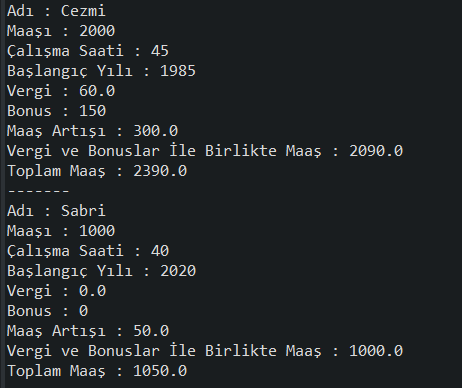 Adı : Cezmi
Maaşı : 2000
Çalışma Saati : 45
Başlangıç Yılı : 1985
Vergi : 60.0
Bonus : 150
Maaş Artışı : 300.0
Vergi ve Bonuslar İle Birlikte Maaş : 2090.0
Toplam Maaş : 2390.0
-------
Adı : Sabri
Maaşı : 1000
Çalışma Saati : 40
Başlangıç Yılı : 2020
Vergi : 0.0
Bonus : 0
Maaş Artışı : 50.0
Vergi ve Bonuslar İle Birlikte Maaş : 1000.0
Toplam Maaş : 1050.0